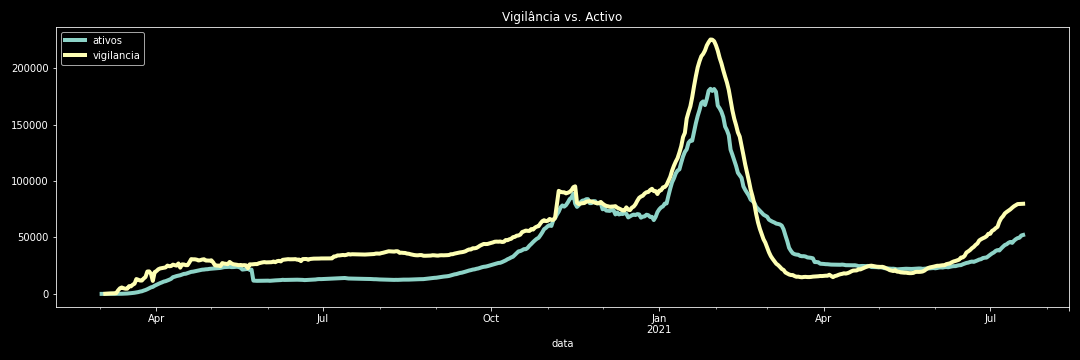 Vigilância vs. Activo
ativos
vigilancia
200000
150000
100000
50000
0
Apr
Jul
Oct
Jan
2021
Apr
Jul
data